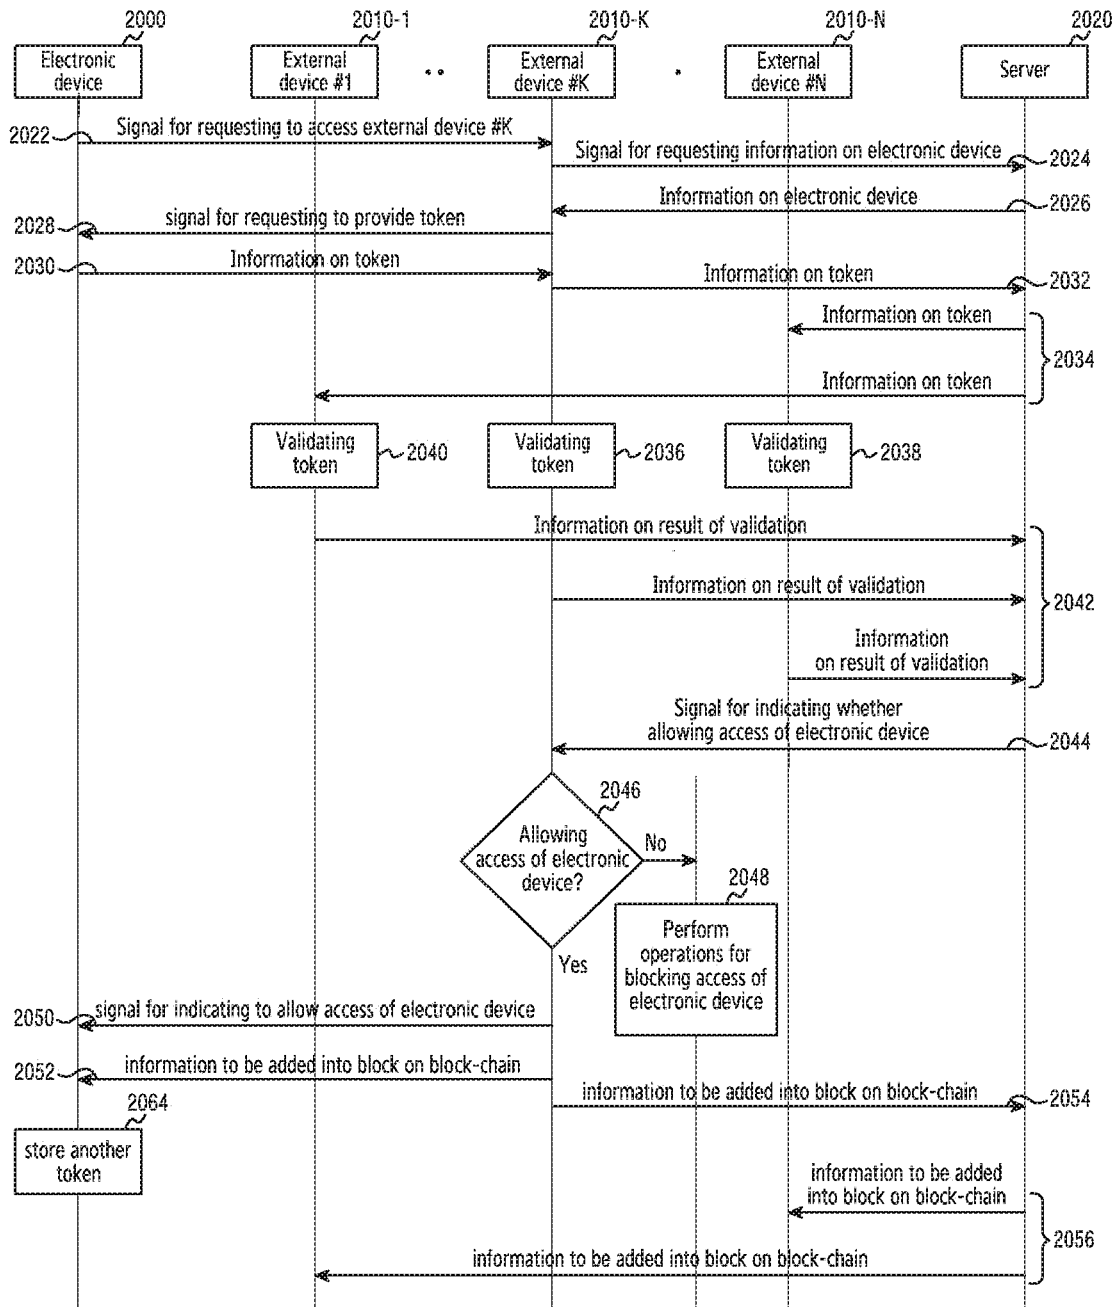 2000
2010-1
2010-K
2010-N
2020
Electronic
device
External
device #1
External
device #K
External
device #N
Server
2022
Signal for requesting to access external device #K
Signal for requesting information on electronic device
2024
Information on electronic device
2026
2028
signal for requesting to provide token
2030
Information on token
Information on token
2032
Information on token
2034
Information on token
Validating
token
2040
Validating
token
2036
Validating
token
2038
Information on result of validation
Information on result of validation
2042
Information
on result of validation
Signal for indicating whether
allowing access of electronic device
2044
2046
Allowing
access of electronic
device?
No
2048
Perform
operations for
blocking access of
electronic device
Yes
2050
signal for indicating to allow access of electronic device
2052
information to be added into block on block-chain
information to be added into block on block-chain
2054
2064
store another
token
information to be added
into block on block-chain
2056
information to be added into block on block-chain